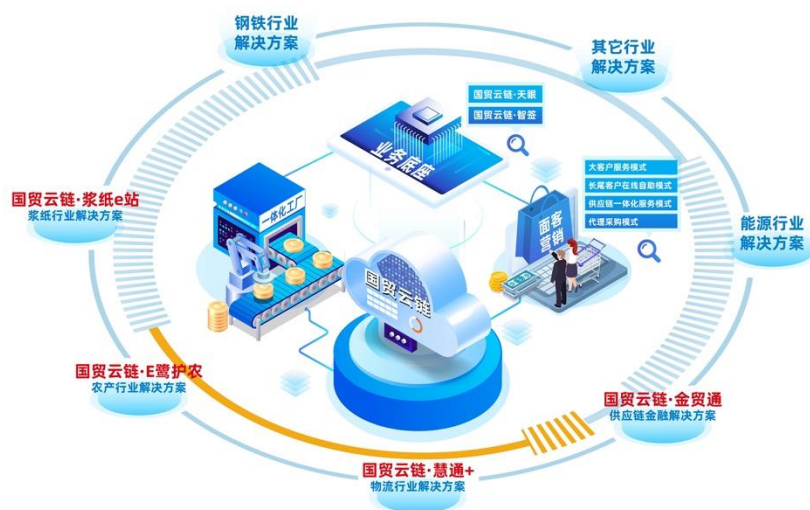 钢铁行业
解决方案
其它行业
解决方案
国贸云链·天眼
国贸云链·智签
业务底座
大客户服务模式
长尾客户在线自助模式
供应链一体化服务模式
代理采购模式
国贸云链·浆纸e站
浆纸行业解决方案
一体化工厂
面客
营销
能源行业
解决方案
国贸云链
国贸云链·E鹭护农
农产行业解决方案
国贸云链·金贸通
供应链金融解决方案
国贸云链·慧通+
物流行业解决方案